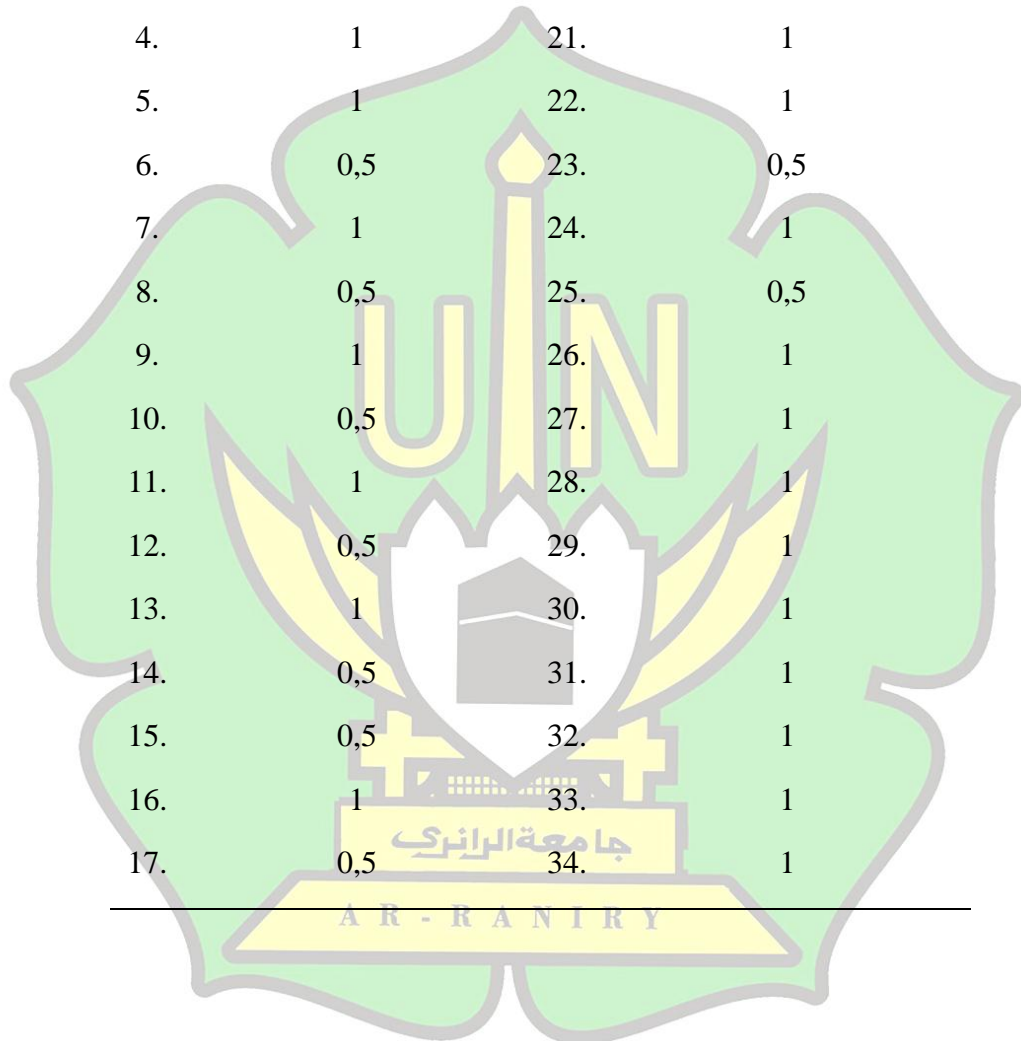 4. 1 21. 1
5. 1 22. 1
6. 0,5 23. 0,5
7. 1 24. 1
8. 0,5 25. 0,5
9. 1 26. 1
10. 0,5 27. 1
11. 1 28. 1
12. 0,5 29. 1
13. 1 30. 1
14. 0,5 31. 1
15. 0,5 32. 1
16. 1 33. 1
17. 0,5 34. 1
UIN
جامعةالرانري
AR-RANIRY